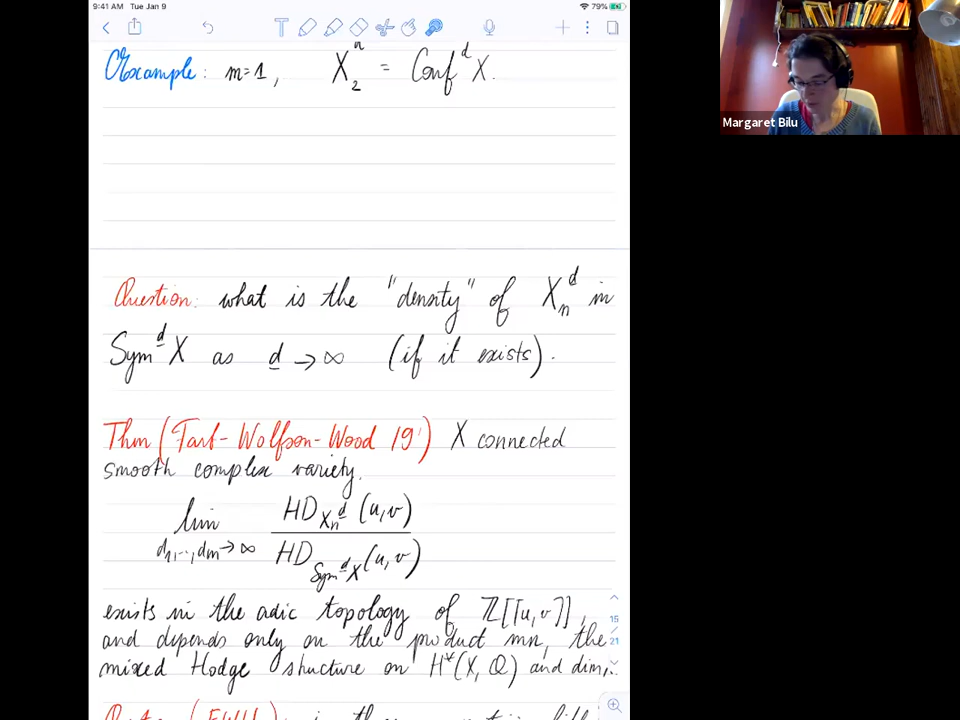 9:41 AM Tue Jan 9
79%
Example: m=1, X_2^n = Conf^d X.
Margaret Bilu
Question: what is the "density" of X_n^d in
Sym^d X as d → ∞ (if it exists).
Thm (Farb-Wolfson-Wood 19') X connected
smooth complex variety.
lim HD_{X_n^d}(u,v)
d_1,...,d_m → ∞ HD_{Sym^d X}(u,v)
exists in the adic topology of Z[[u,v]],
and depends only on the product mn, the
mixed Hodge structure on H*(X,Q) and dim.
15
21